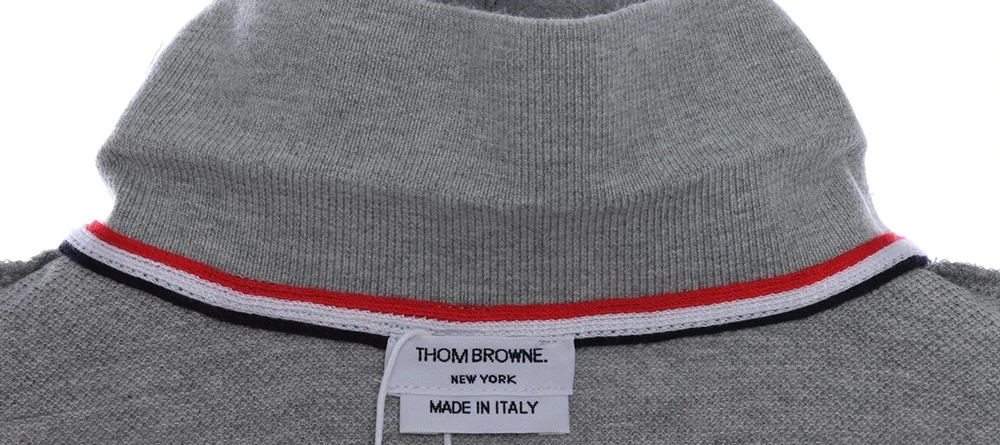 THOM BROWNE.
NEW YORK
MADE IN ITALY